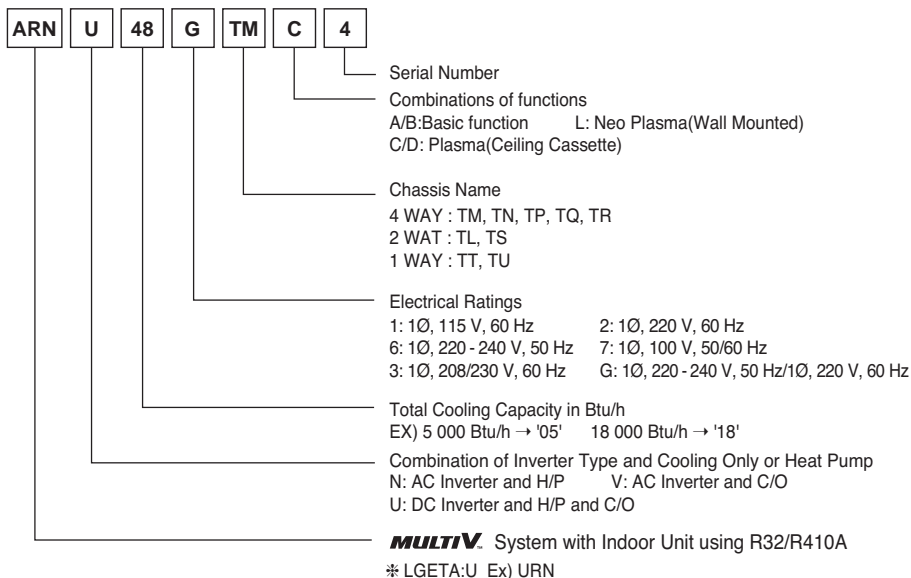 ARN U 48 G TM C 4
Serial Number
Combinations of functions
A/B:Basic function L: Neo Plasma(Wall Mounted)
C/D: Plasma(Ceiling Cassette)
Chassis Name
4 WAY : TM, TN, TP, TQ, TR
2 WAT : TL, TS
1 WAY : TT, TU
Electrical Ratings
1: 1Ø, 115 V, 60 Hz 2: 1Ø, 220 V, 60 Hz
6: 1Ø, 220 - 240 V, 50 Hz 7: 1Ø, 100 V, 50/60 Hz
3: 1Ø, 208/230 V, 60 Hz G: 1Ø, 220 - 240 V, 50 Hz/1Ø, 220 V, 60 Hz
Total Cooling Capacity in Btu/h
EX) 5 000 Btu/h → '05' 18 000 Btu/h → '18'
Combination of Inverter Type and Cooling Only or Heat Pump
N: AC Inverter and H/P V: AC Inverter and C/O
U: DC Inverter and H/P and C/O
MULTI V. System with Indoor Unit using R32/R410A
❉ LGETA:U Ex) URN